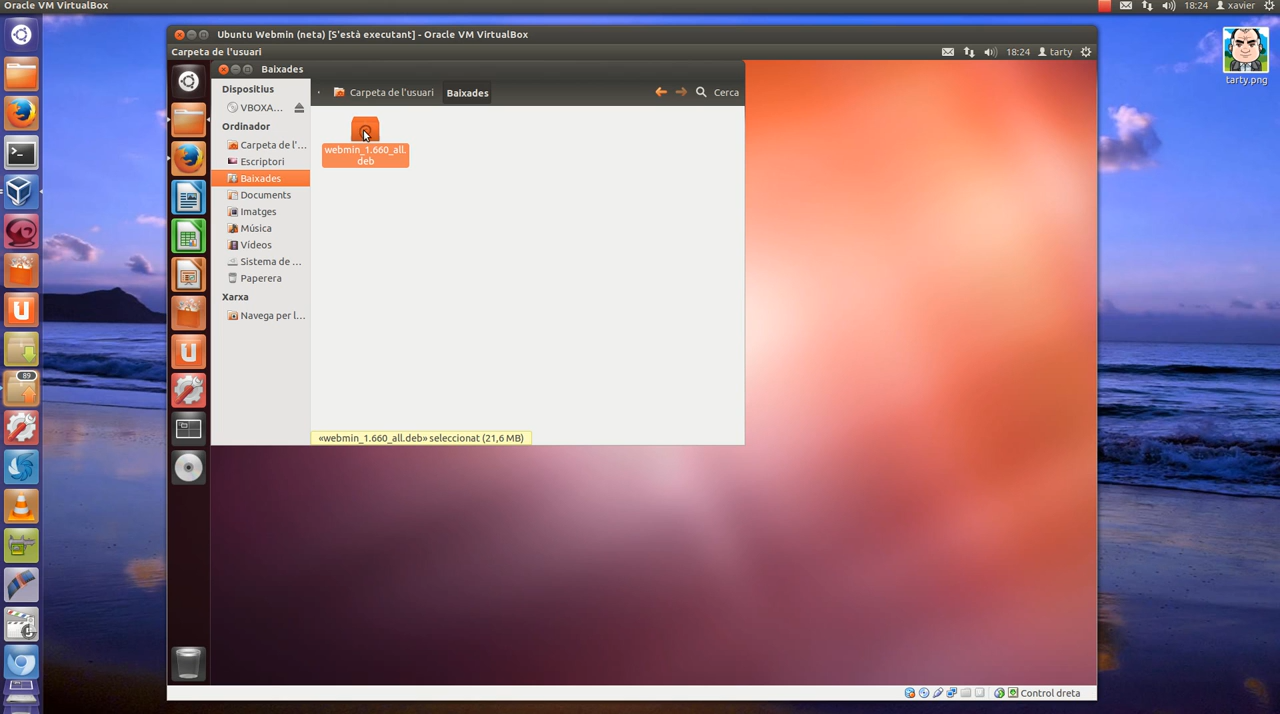 Oracle VM VirtualBox
18:24
xavier
Ubuntu Webmin (neta) [S'està executant] - Oracle VM VirtualBox
Carpeta de l'usuari
18:24
tarty
Baixades
Dispositius
VBOXA...
Ordinador
Carpeta de l'...
Escriptori
Baixades
Documents
Imatges
Música
Vídeos
Sistema de ...
Paperera
Xarxa
Navega per l...
Carpeta de l'usuari
Baixades
Cerca
webmin_1.660_all.
deb
«webmin_1.660_all.deb» seleccionat (21,6 MB)
tarty.png
89
Control dreta